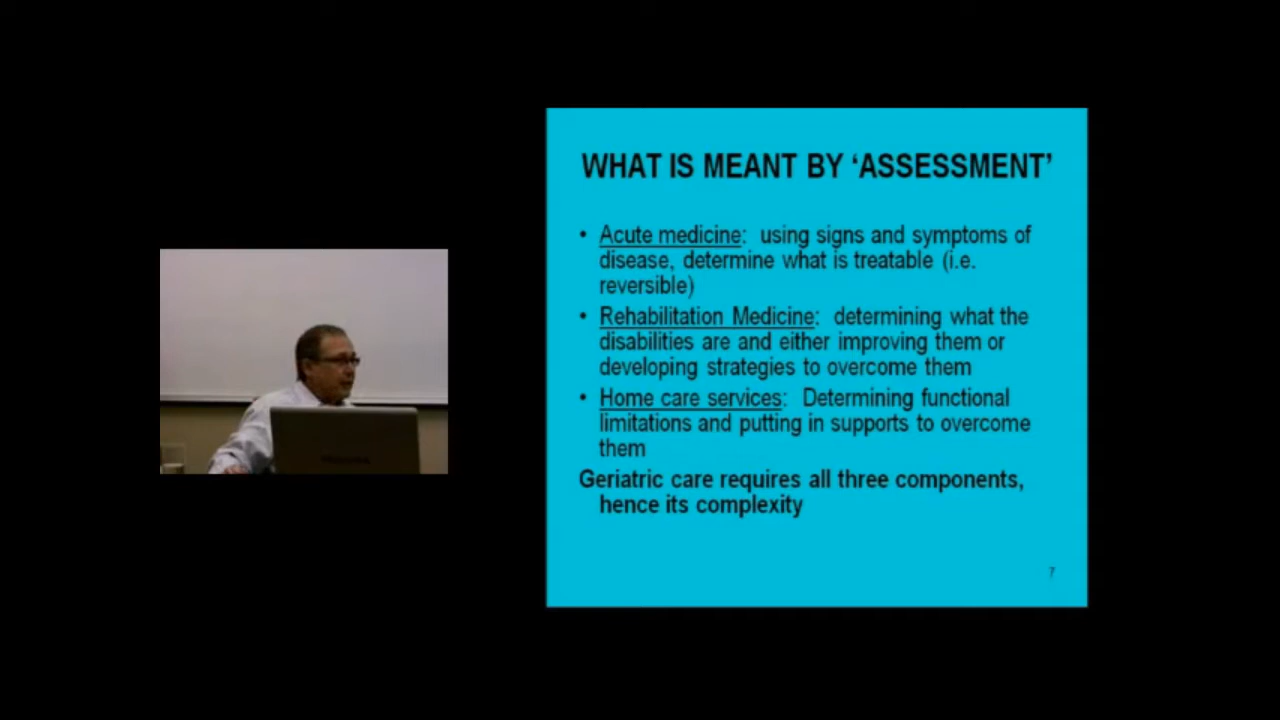 WHAT IS MEANT BY ‘ASSESSMENT’
• Acute medicine: using signs and symptoms of
disease, determine what is treatable (i.e.
reversible)
• Rehabilitation Medicine: determining what the
disabilities are and either improving them or
developing strategies to overcome them
• Home care services: Determining functional
limitations and putting in supports to overcome
them
Geriatric care requires all three components,
hence its complexity
7